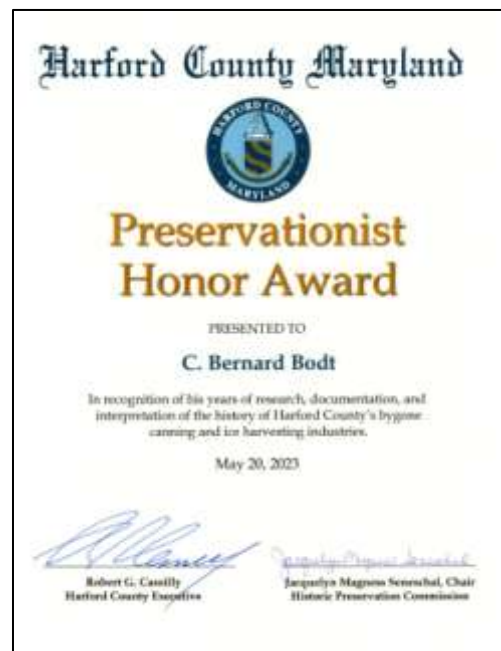 Harford County Maryland
HARFORD COUNTY
MARYLAND
Preservationist
Honor Award
PRESENTED TO
C. Bernard Bodt
In recognition of his years of research, documentation, and
interpretation of the history of Harford County's bygone
canning and ice harvesting industries.
May 20, 2023
Robert G. Cassilly
Harford County Executive
Jacquelyn Magness Seneschal, Chair
Historic Preservation Commission